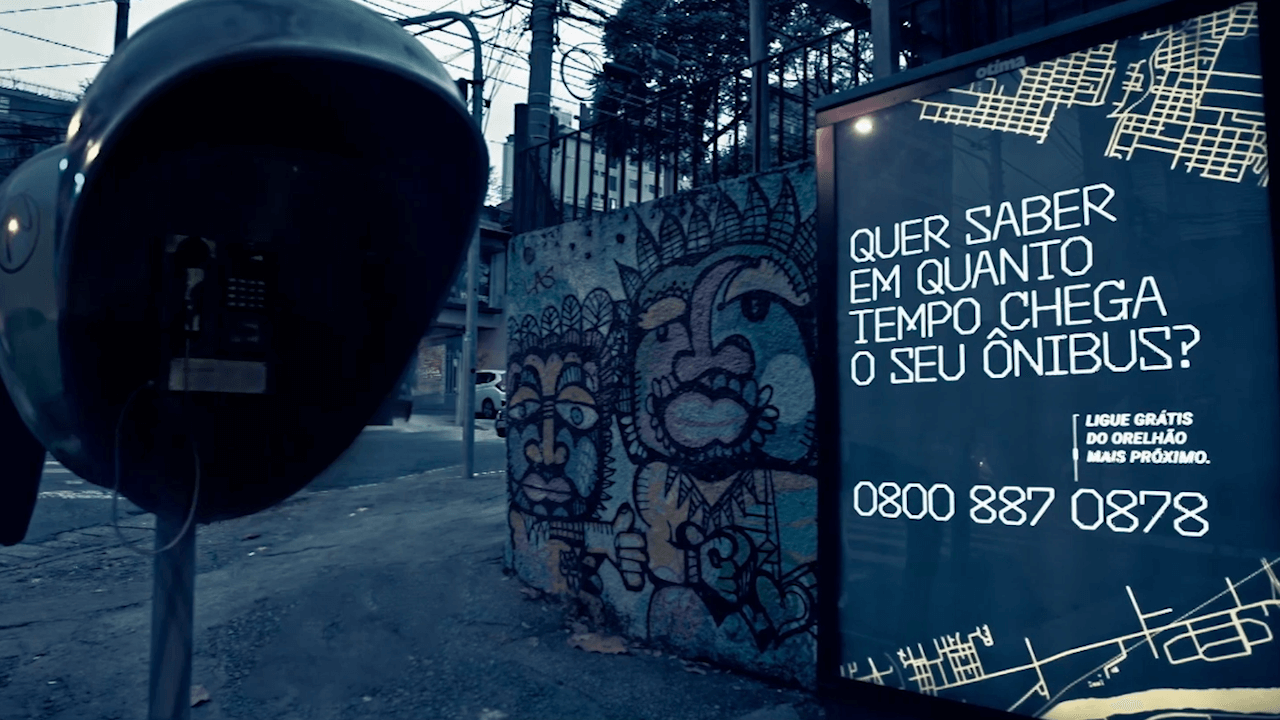 otima
QUER SABER
EM QUANTO
TEMPO CHEGA
O SEU ÔNIBUS?
LIGUE GRÁTIS
DO ORELHÃO
MAIS PRÓXIMO.
0800 887 0878